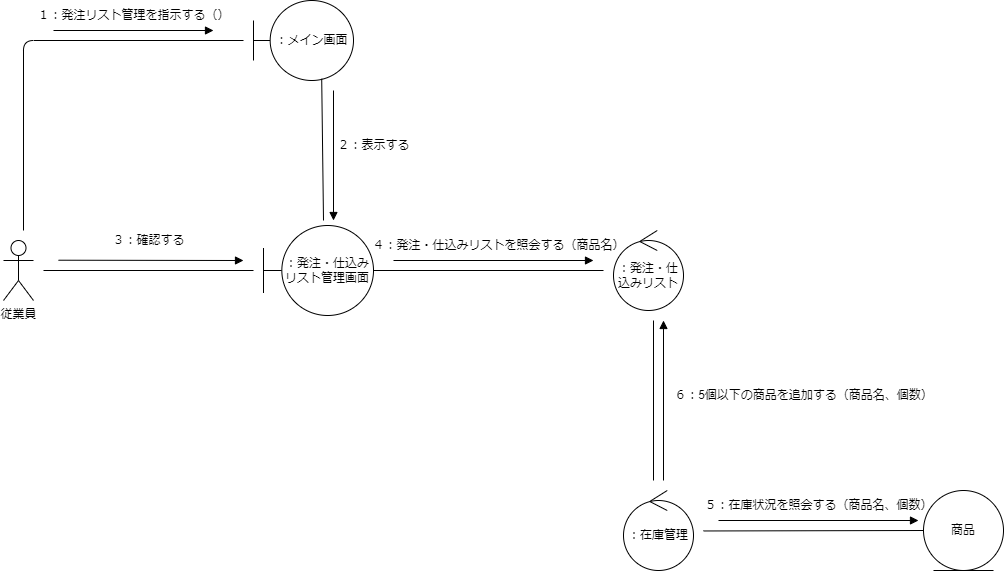 １：発注リスト管理を指示する（）
：メイン画面
２：表示する
３：確認する
４：発注・仕込みリストを照会する（商品名）
：発注・仕込み
リスト管理画面
：発注・仕
込みリスト
従業員
６：5個以下の商品を追加する（商品名、個数）
５：在庫状況を照会する（商品名、個数）
：在庫管理
商品